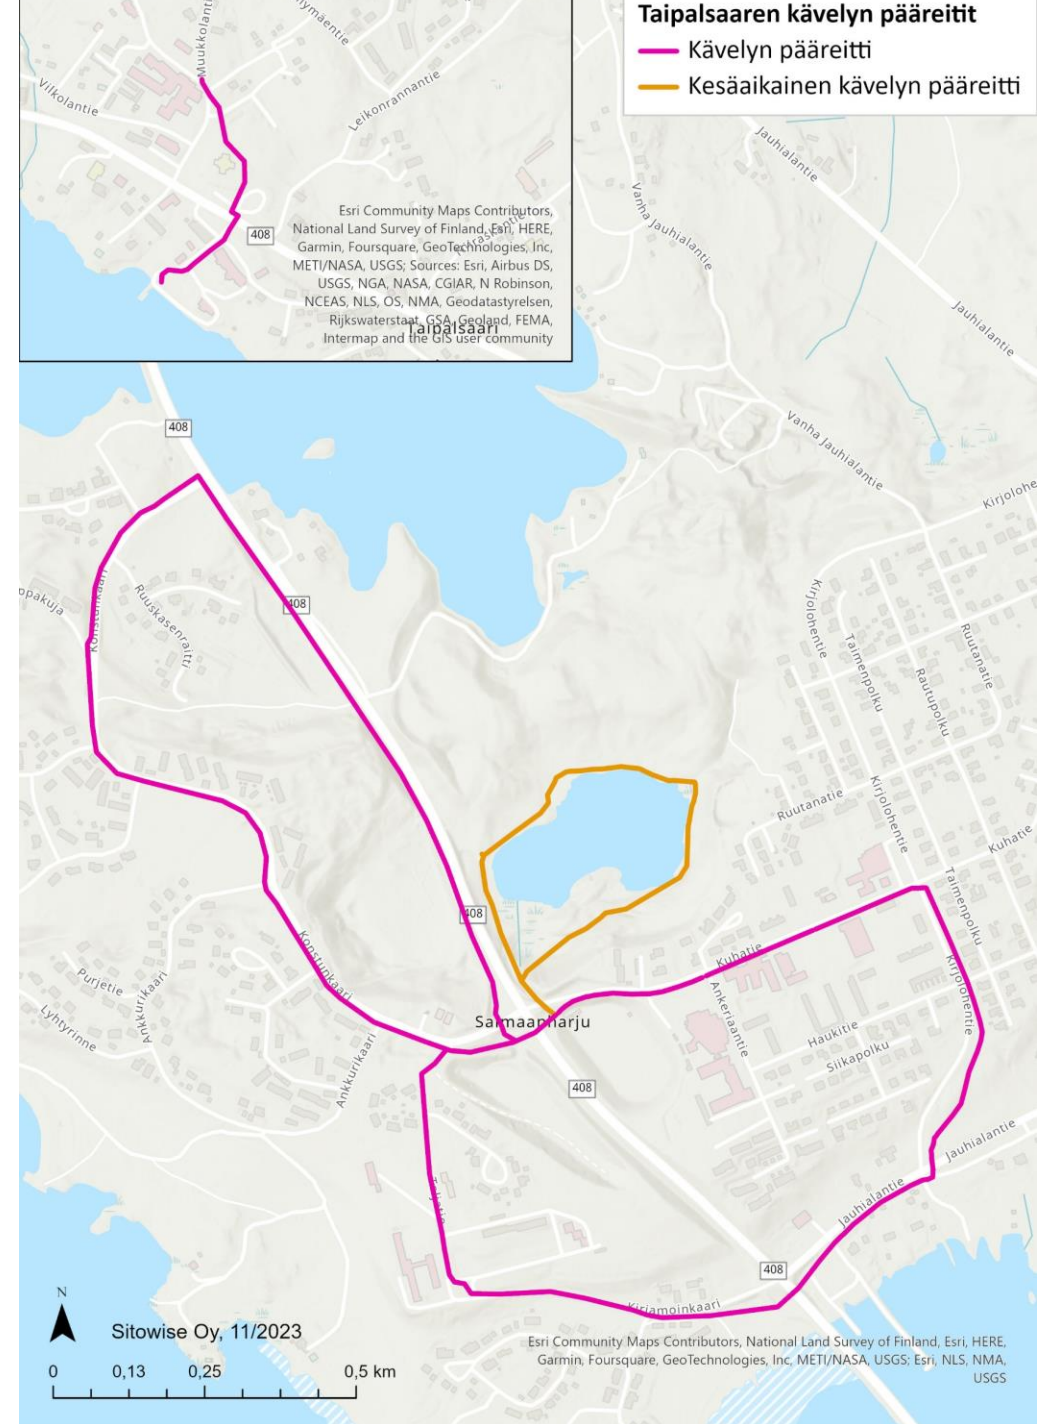 Taipalsaaren kävelyn pääreitit
Kävelyn pääreitti
Kesäaikainen kävelyn pääreitti
Muukkolant
Vilkolantie
Leikonrannantie
408
Esri Community Maps Contributors,
National Land Survey of Finland, Esri, HERE,
Garmin, Foursquare, GeoTechnologies, Inc,
METI/NASA, USGS; Sources: Esri, Airbus DS,
USGS, NGA, NASA, CGIAR, N Robinson,
NCEAS, NLS, OS, NMA, Geodatastyrelsen,
Rijkswaterstaat, GSA, Geoland, FEMA,
Intermap and the GIS user community
Taipalsaari
Jauhialantie
Vanha Jauhialantie
Jauhialantie
408
Vanha Jauhialantie
Kirjolohe
Konstunkaari
Ruuskasenraitti
ppakuja
408
Kirjolohentie
Taimenpolku
Ruutanatie
Rautupolku
Ruutanatie
Kirjolohentie
Kuhatie
Taimenpolku
408
Kuhatie
Kirjolohentie
Konstunkaari
Purjetie
Ankkurikaari
Lyhtyrinne
Saimaanharju
Ankeriaantie
Haukitie
Siikapolku
Ankkurikaari
408
Jauhialantie
Jauhialantie
408
Kirjamoinkaari
N
Sitowise Oy, 11/2023
0 0,13 0,25 0,5 km
Esri Community Maps Contributors, National Land Survey of Finland, Esri, HERE,
Garmin, Foursquare, GeoTechnologies, Inc, METI/NASA, USGS; Esri, NLS, NMA,
USGS